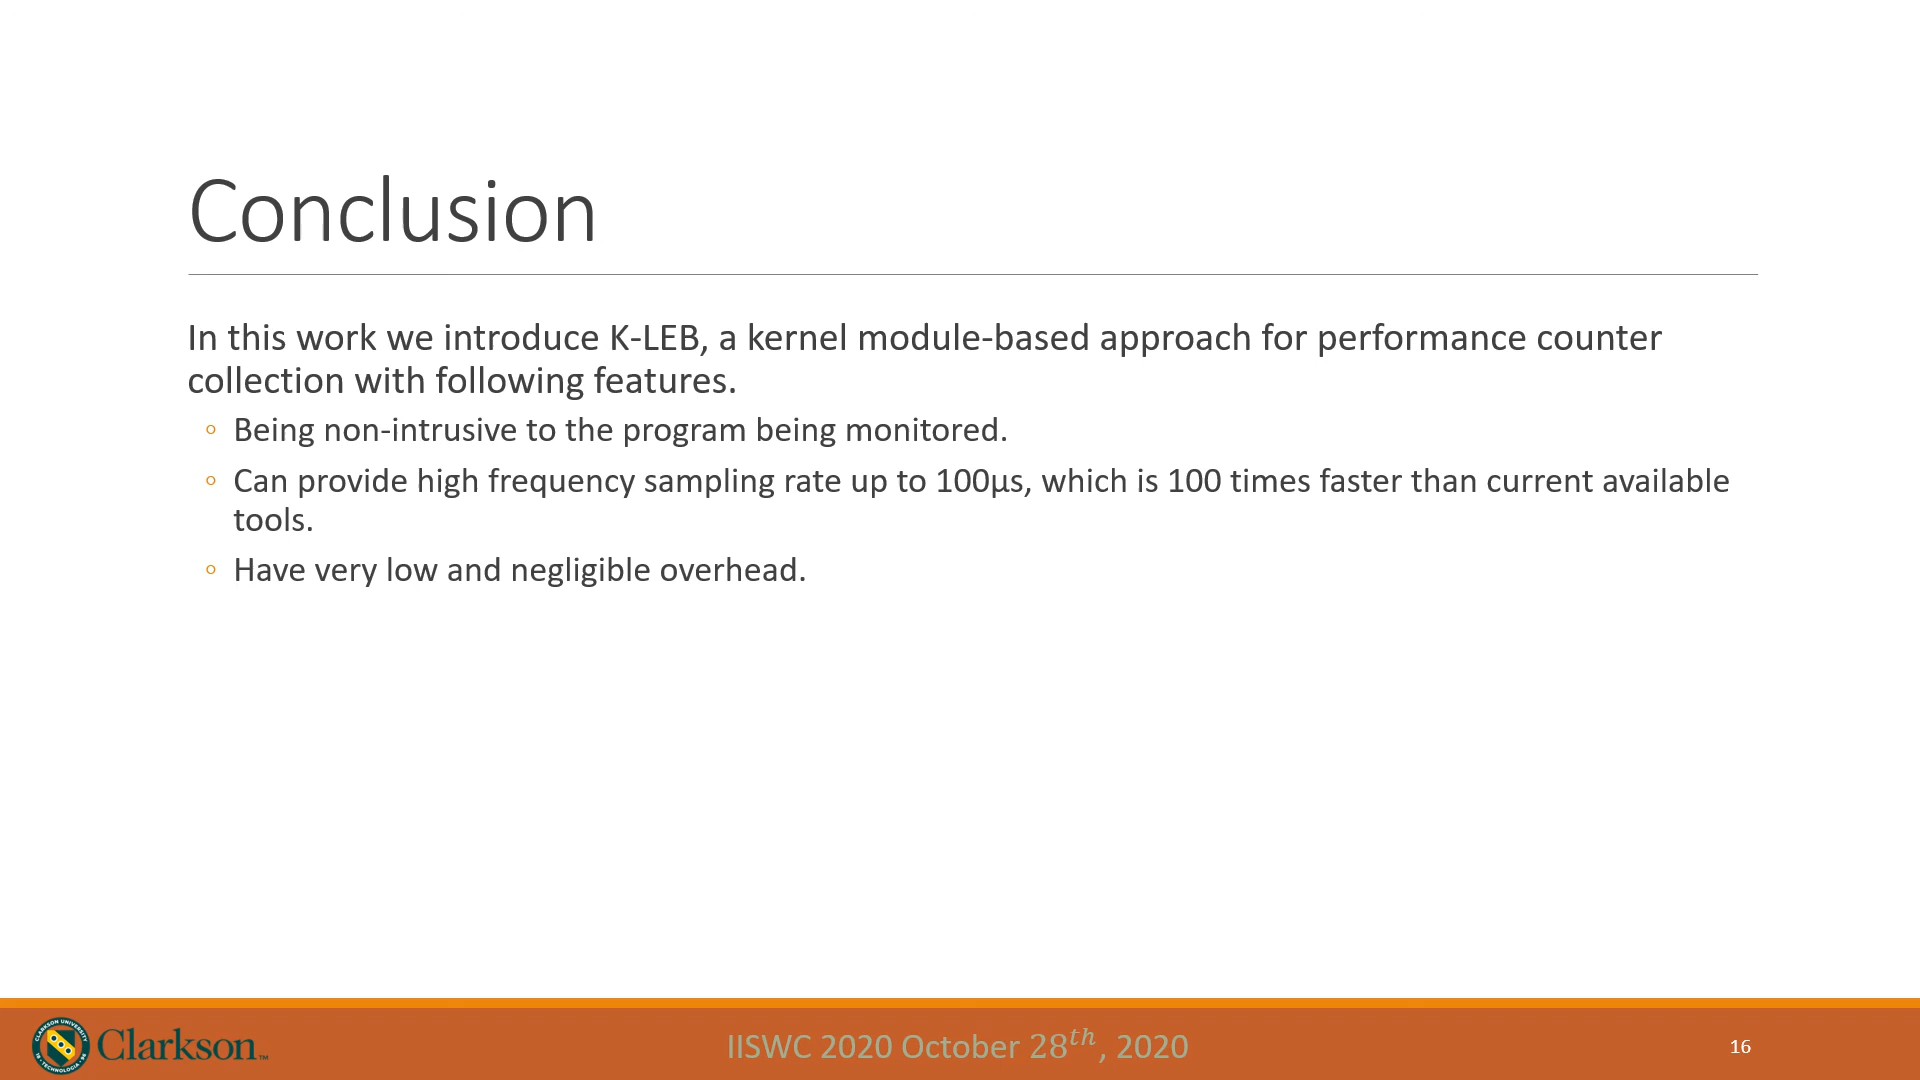 Conclusion
In this work we introduce K-LEB, a kernel module-based approach for performance counter
collection with following features.
◦ Being non-intrusive to the program being monitored.
◦ Can provide high frequency sampling rate up to 100µs, which is 100 times faster than current available
tools.
◦ Have very low and negligible overhead.
CLARKSON UNIVERSITY
TECHNOLOGIA
Clarkson™
IISWC 2020 October 28th, 2020
16